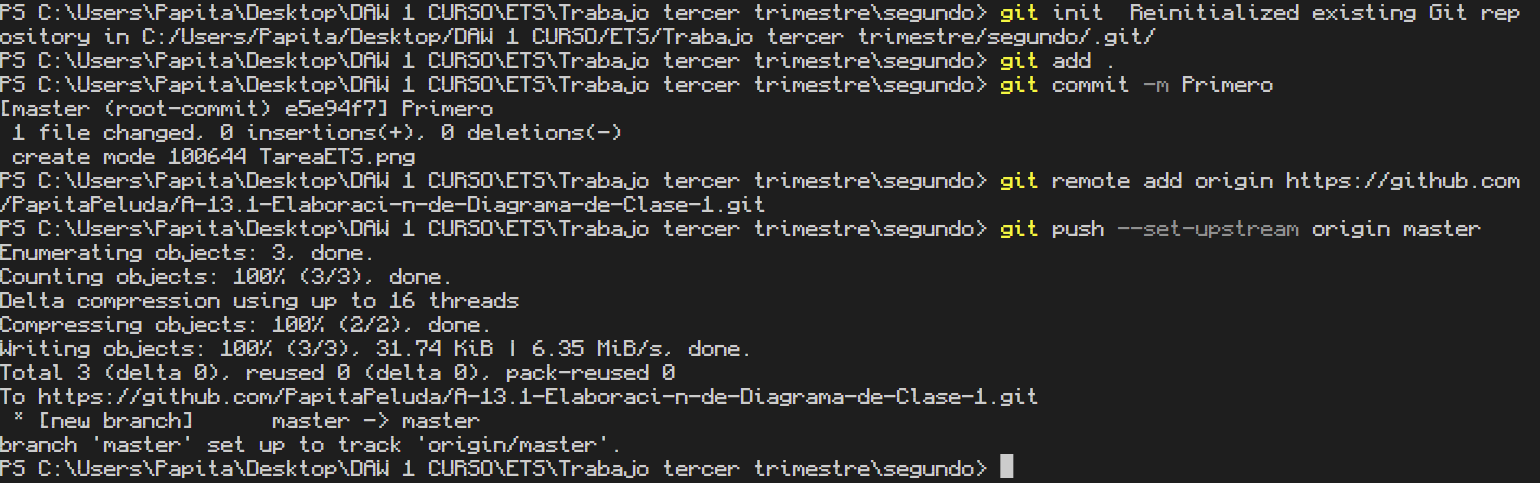 PS C:\Users\Papita\Desktop\DAW 1 CURSO\ETS\Trabajo tercer trimestre\segundo> git init  Reinitialized existing Git rep
ository in C:/Users/Papita/Desktop/DAW 1 CURSO/ETS/Trabajo tercer trimestre/segundo/.git/
PS C:\Users\Papita\Desktop\DAW 1 CURSO\ETS\Trabajo tercer trimestre\segundo> git add .
PS C:\Users\Papita\Desktop\DAW 1 CURSO\ETS\Trabajo tercer trimestre\segundo> git commit -m Primero
[master (root-commit) e5e94f7] Primero
 1 file changed, 0 insertions(+), 0 deletions(-)
 create mode 100644 TareaETS.png
PS C:\Users\Papita\Desktop\DAW 1 CURSO\ETS\Trabajo tercer trimestre\segundo> git remote add origin https://github.com
/PapitaPeluda/A-13.1-Elaboraci-n-de-Diagrama-de-Clase-1.git
PS C:\Users\Papita\Desktop\DAW 1 CURSO\ETS\Trabajo tercer trimestre\segundo> git push --set-upstream origin master
Enumerating objects: 3, done.
Counting objects: 100% (3/3), done.
Delta compression using up to 16 threads
Compressing objects: 100% (2/2), done.
Writing objects: 100% (3/3), 31.74 KiB | 6.35 MiB/s, done.
Total 3 (delta 0), reused 0 (delta 0), pack-reused 0
To https://github.com/PapitaPeluda/A-13.1-Elaboraci-n-de-Diagrama-de-Clase-1.git
 * [new branch]      master -> master
branch 'master' set up to track 'origin/master'.
PS C:\Users\Papita\Desktop\DAW 1 CURSO\ETS\Trabajo tercer trimestre\segundo>